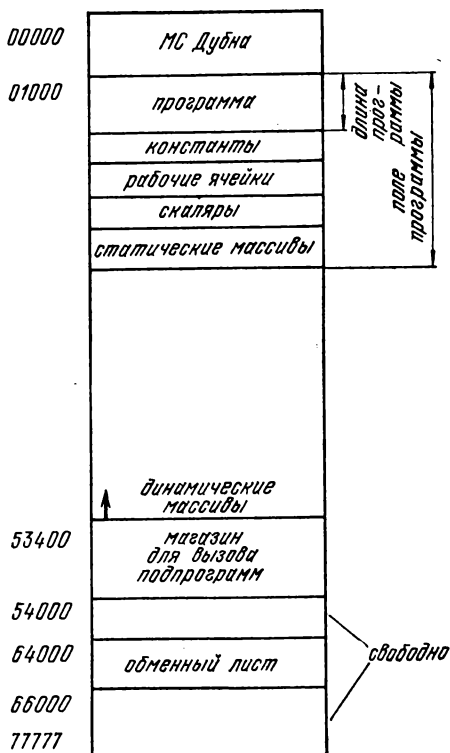 00000
МС Дубна
01000
программа
длина
прог-
раммы
поле
программы
константы
рабочие ячейки
скаляры
статические массивы
динамические
массивы
53400
магазин
для вызова
подпрограмм
54000
свободно
64000
обменный лист
66000
77777